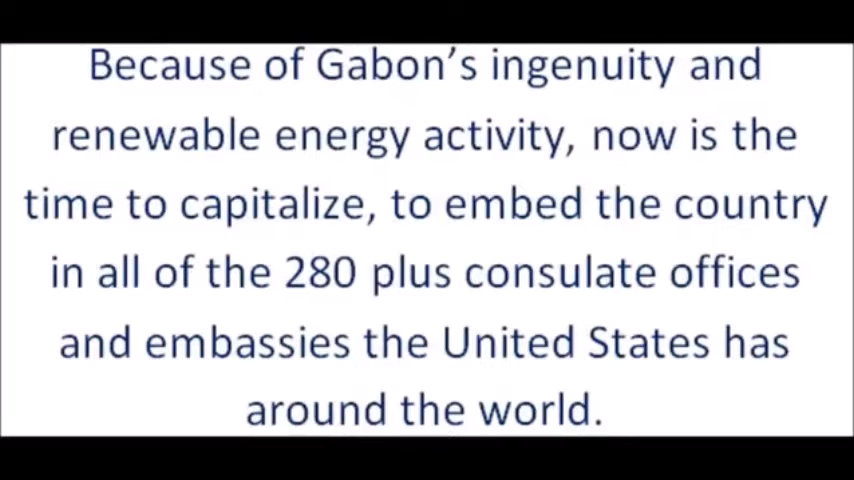 Because of Gabon’s ingenuity and
renewable energy activity, now is the
time to capitalize, to embed the country
in all of the 280 plus consulate offices
and embassies the United States has
around the world.